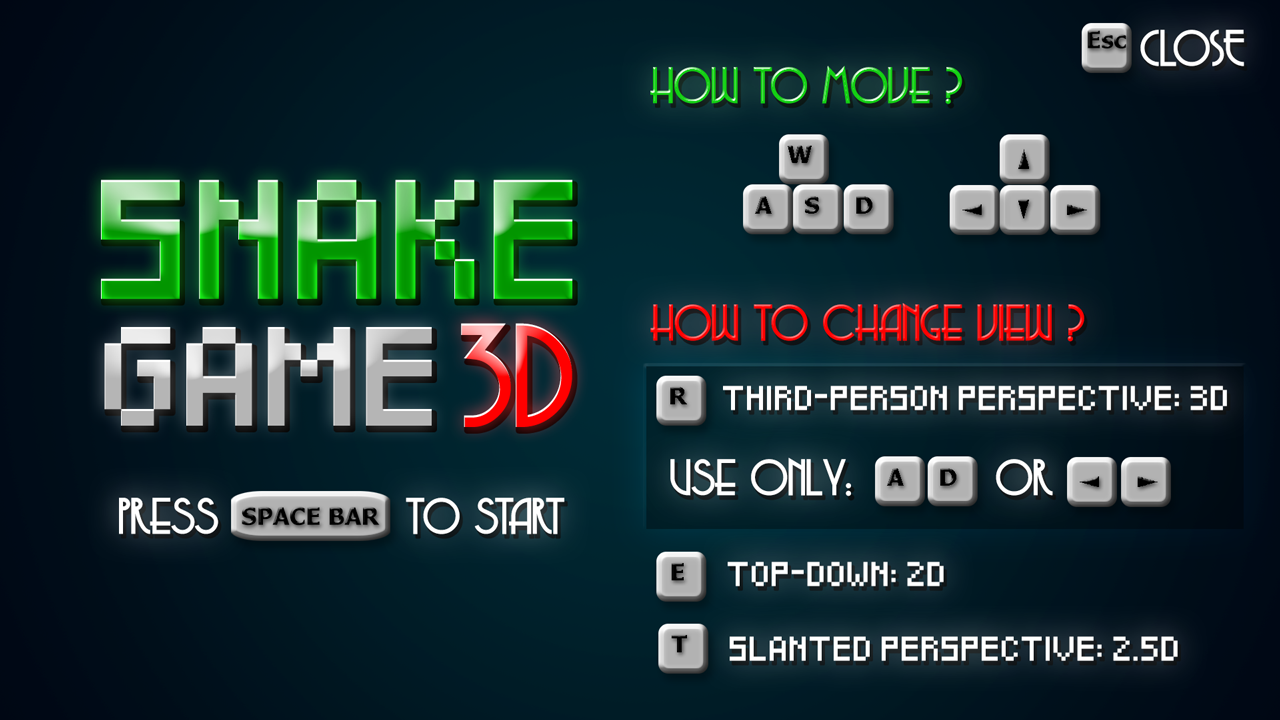 SNAKE
GAME 3D
PRESS SPACE BAR TO START
Esc CLOSE
HOW TO MOVE ?
W
A S D
▲
◄ ▼ ►
HOW TO CHANGE VIEW ?
R THIRD-PERSON PERSPECTIVE: 3D
USE ONLY: A D OR ◄ ►
E TOP-DOWN: 2D
T SLANTED PERSPECTIVE: 2.5D